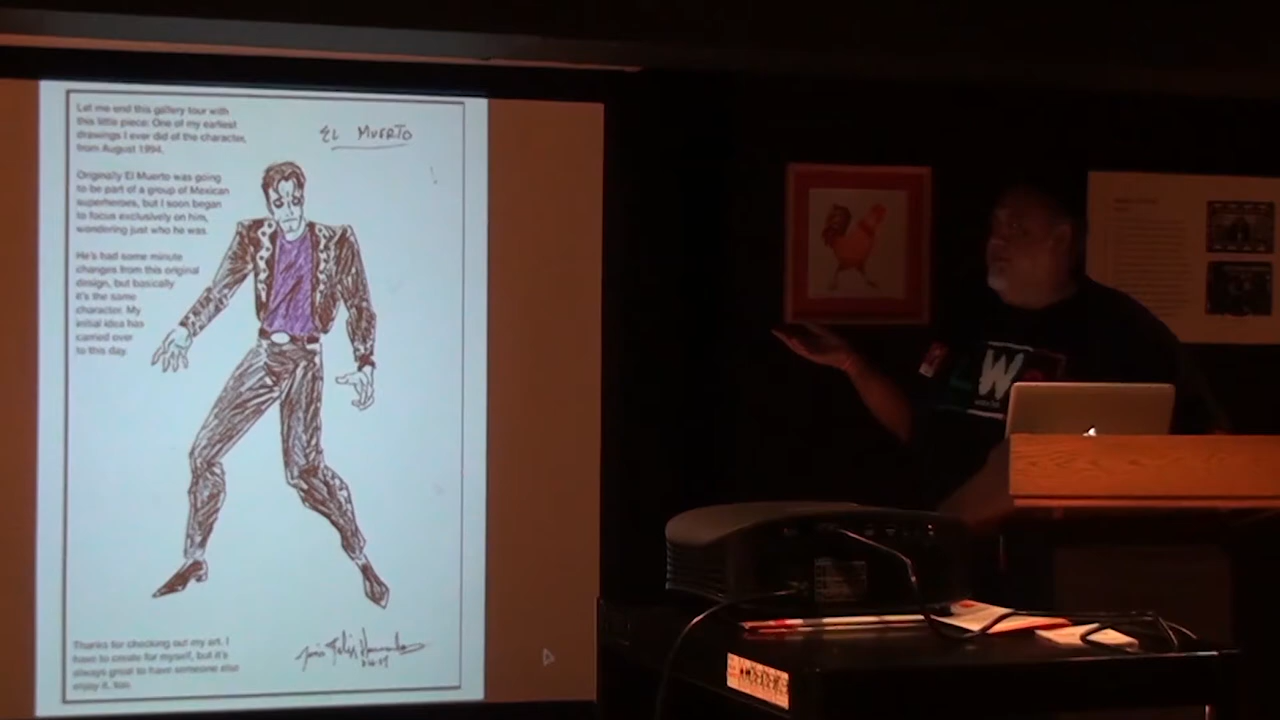 Let me end this gallery tour with
this little piece: One of my earliest
drawings I ever did of the character,
from August 1994.
EL MUERTO
Originally El Muerto was going
to be part of a group of Mexican
superheroes, but I soon began
to focus exclusively on him,
wondering just who he was.
He's had some minute
changes from this original
design, but basically
it's the same
character. My
initial idea has
carried over
to this day.
Thanks for checking out my art. I
have to create for myself, but it's
always great to have someone else
enjoy it, too.
W